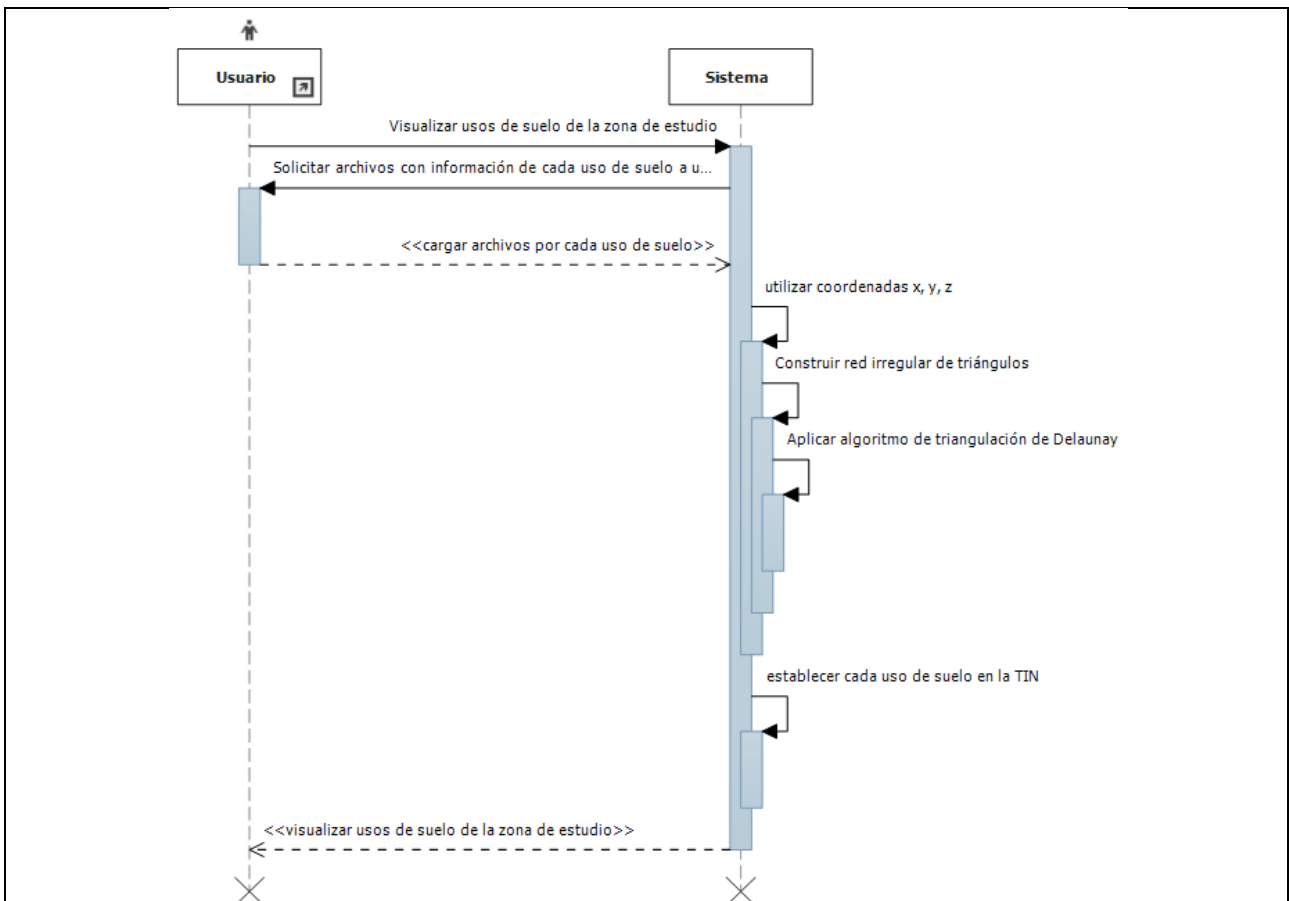 Usuario
Sistema
Visualizar usos de suelo de la zona de estudio
Solicitar archivos con información de cada uso de suelo a u...
<<cargar archivos por cada uso de suelo>>
utilizar coordenadas x, y, z
Construir red irregular de triángulos
Aplicar algoritmo de triangulación de Delaunay
establecer cada uso de suelo en la TIN
<<visualizar usos de suelo de la zona de estudio>>